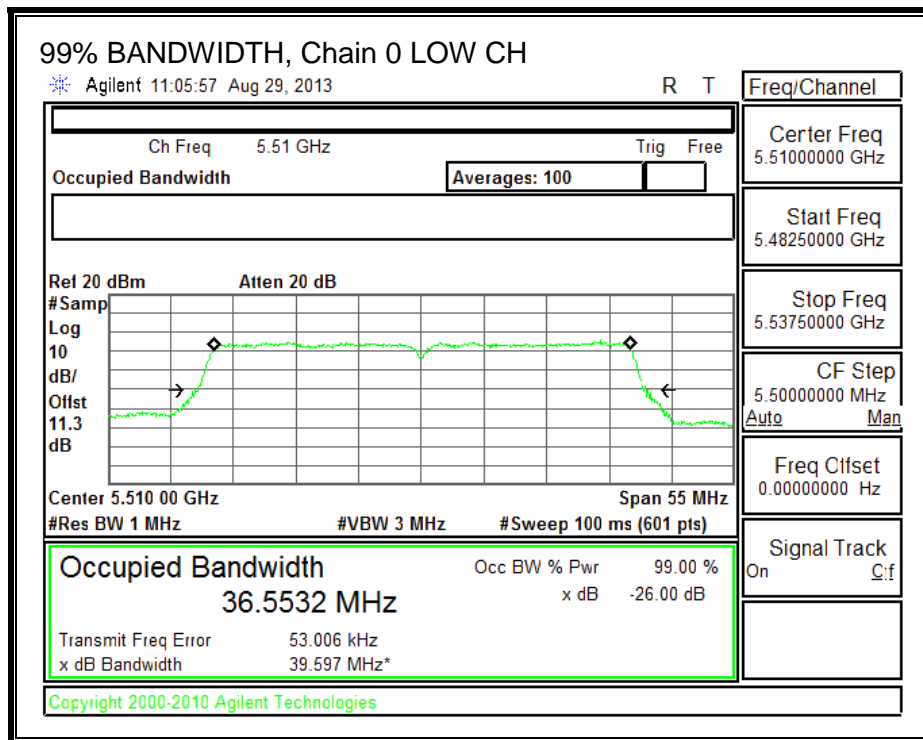 99% BANDWIDTH, Chain 0 LOW CH
Agilent 11:05:57 Aug 29, 2013 R T
Ch Freq 5.51 GHz Trig Free
Occupied Bandwidth Averages: 100
Ref 20 dBm Atten 20 dB
#Samp
Log
10
dB/
Offst
11.3
dB
Center 5.510 00 GHz Span 55 MHz
#Res BW 1 MHz #VBW 3 MHz #Sweep 100 ms (601 pts)
Occupied Bandwidth Occ BW % Pwr 99.00 %
36.5532 MHz x dB -26.00 dB
Transmit Freq Error 53.006 kHz
x dB Bandwidth 39.597 MHz*
Copyright 2000-2010 Agilent Technologies
Freq/Channel
Center Freq
5.51000000 GHz
Start Freq
5.48250000 GHz
Stop Freq
5.53750000 GHz
CF Step
5.50000000 MHz
Auto Man
Freq Offset
0.00000000 Hz
Signal Track
On Off